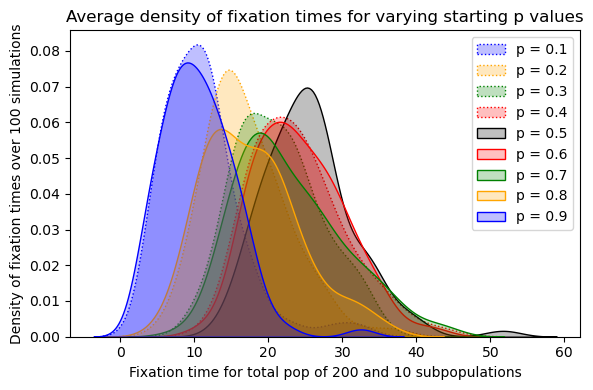 Average density of fixation times for varying starting p values
Density of fixation times over 100 simulations
0.08
0.07
0.06
0.05
0.04
0.03
0.02
0.01
0.00
p = 0.1
p = 0.2
p = 0.3
p = 0.4
p = 0.5
p = 0.6
p = 0.7
p = 0.8
p = 0.9
0 10 20 30 40 50 60
Fixation time for total pop of 200 and 10 subpopulations